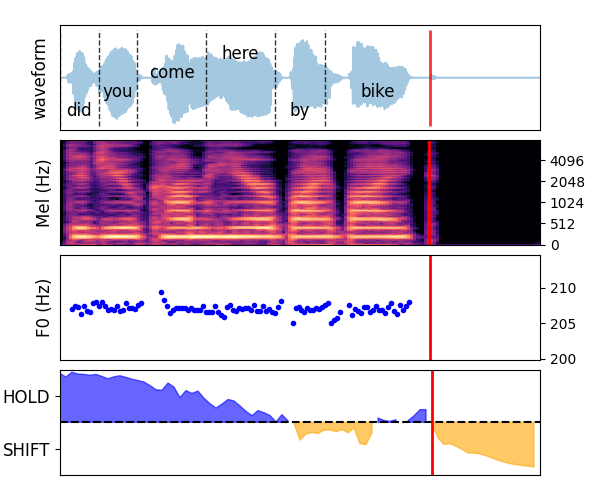 waveform
did
you
come
here
by
bike
Mel (Hz)
4096
2048
1024
512
0
F0 (Hz)
210
205
200
HOLD
SHIFT